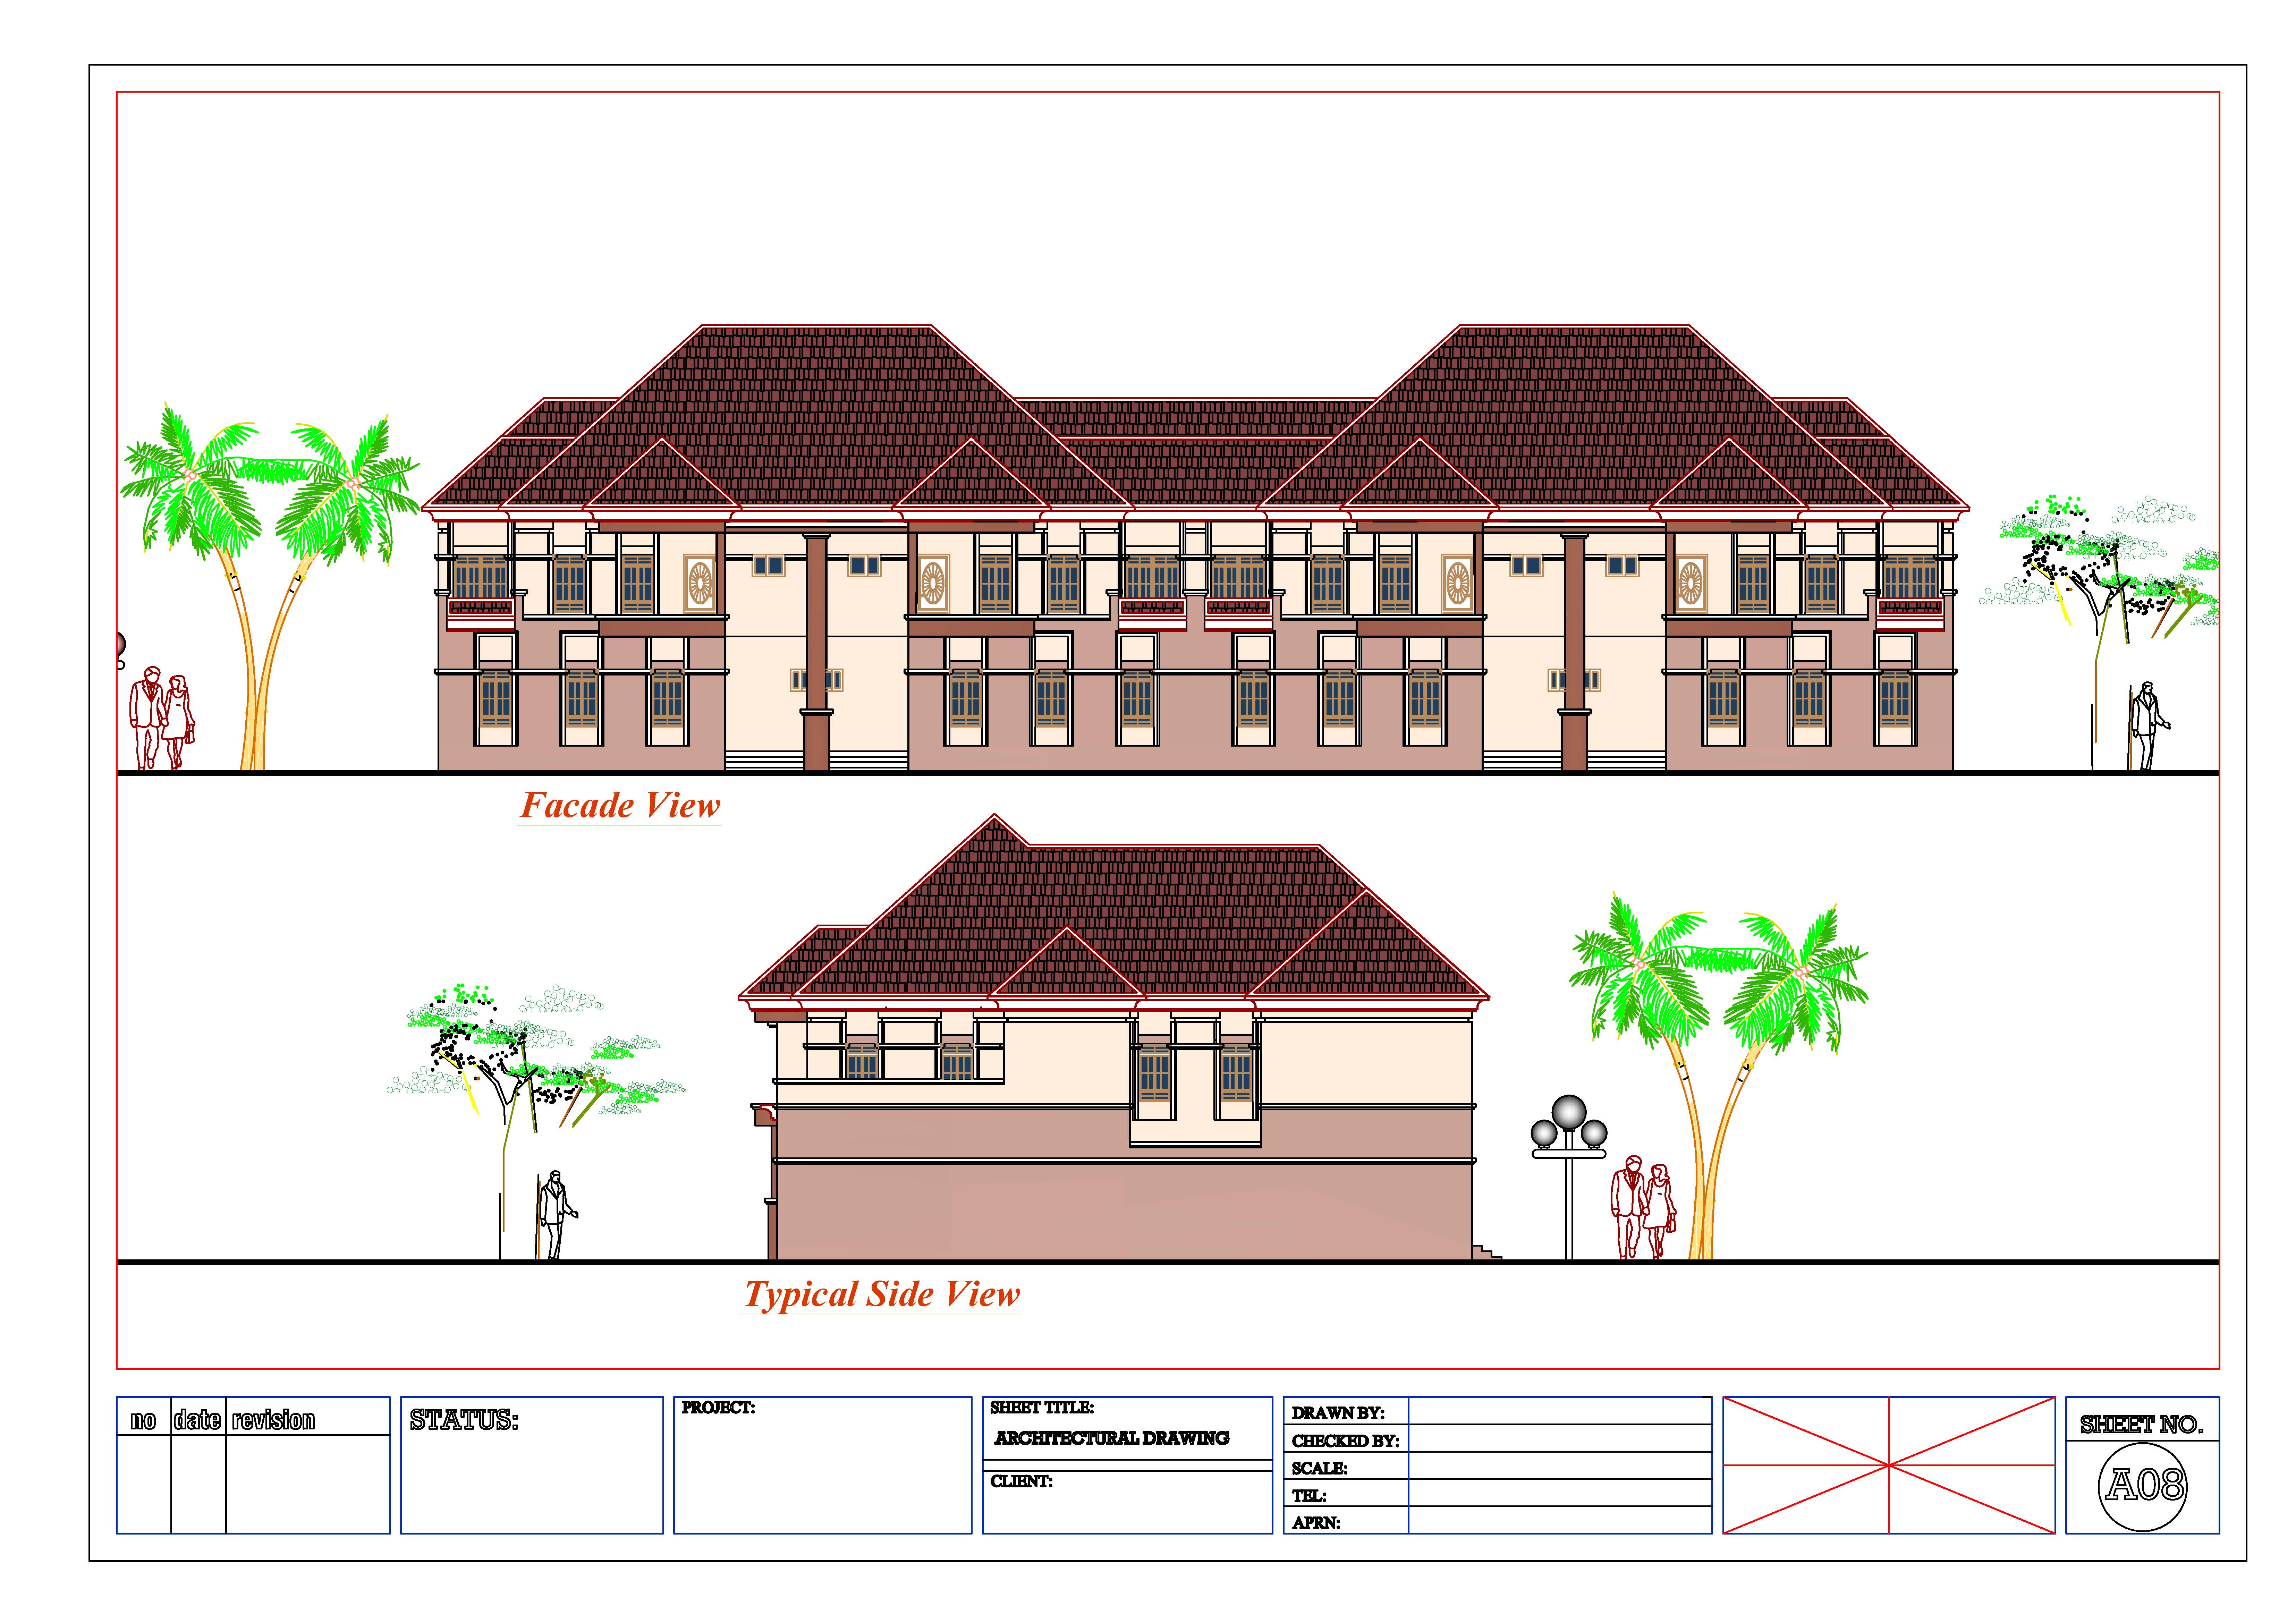 Facade View
Typical Side View
no date revision
STATUS:
PROJECT:
SHEET TITLE:
ARCHITECTURAL DRAWING
CLIENT:
DRAWN BY:
CHECKED BY:
SCALE:
TEL:
APRN:
SHEET NO.
A08